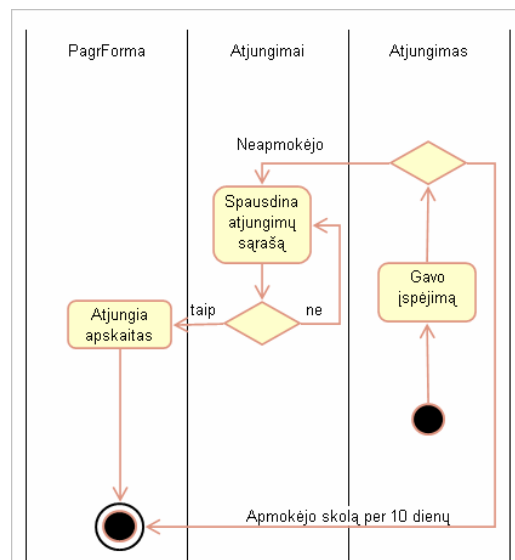 PagrForma
Atjungimai
Atjungimas
Neapmokėjo
Spausdina
atjungimų
sąrašą
Gavo
įspėjimą
taip
ne
Atjungia
apskaitas
Apmokėjo skolą per 10 dienų